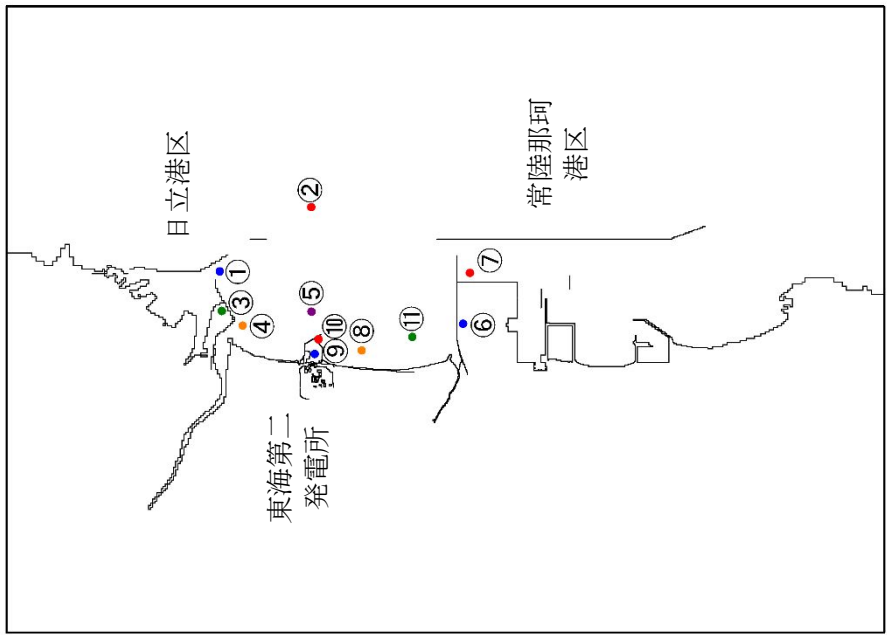 日立港区
①
②
③
④
⑤
東海第二
発電所
⑨
⑩
⑧
⑪
⑥
⑦
常陸那珂
港区